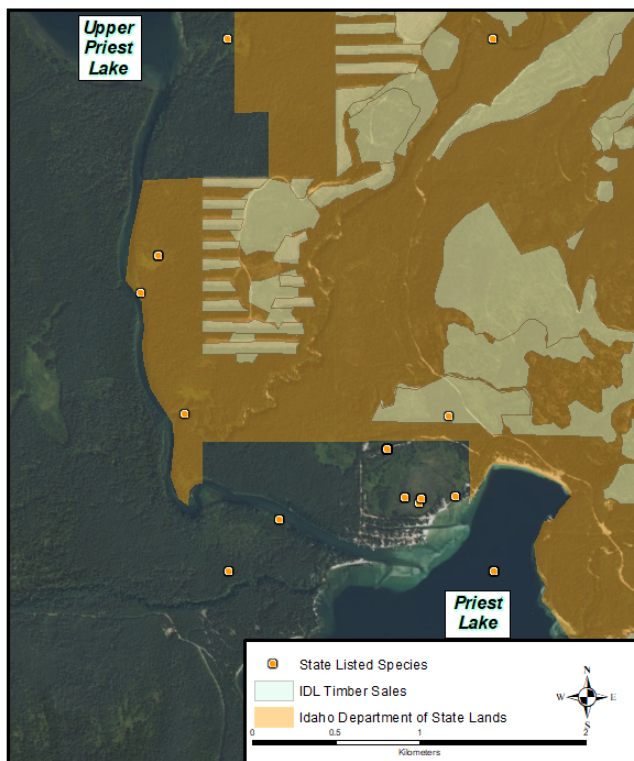 Upper
Priest
Lake
Priest
Lake
State Listed Species
IDL Timber Sales
Idaho Department of State Lands
N
W E
S
0 0.5 1 2
Kilometers